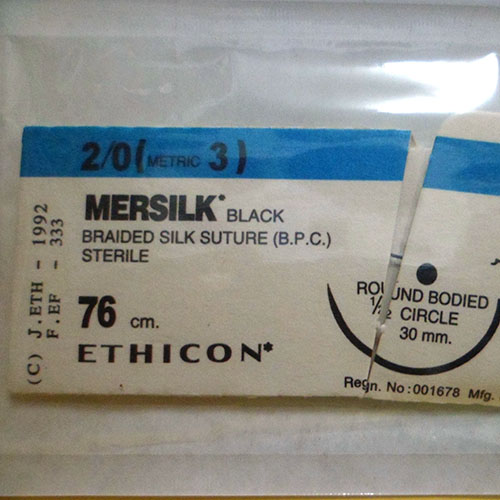 2/0(METRIC 3)
MERSILK* BLACK
BRAIDED SILK SUTURE (B.P.C.)
STERILE
76 cm.
ETHICON*
(C) J.ETH - 1992
F.EF - 333
ROUND BODIED
1/2 CIRCLE
30 mm.
Regn. No:001678 Mfg.